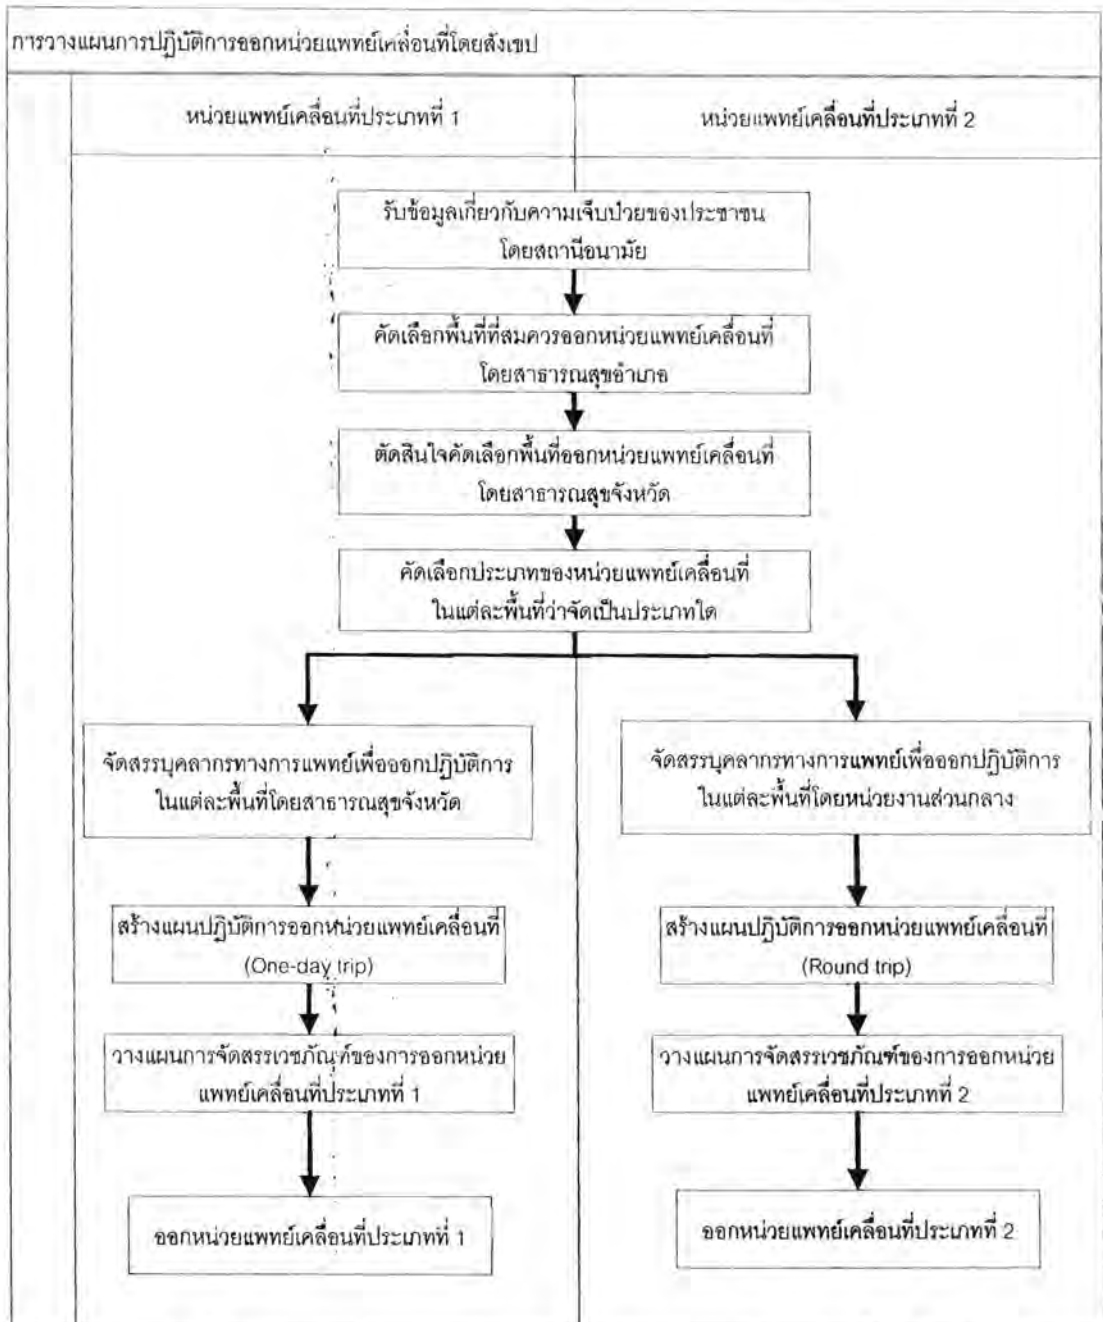 การวางแผนการปฏิบัติการออกหน่วยแพทย์เคลื่อนที่โดยสังเขป
หน่วยแพทย์เคลื่อนที่ประเภทที่ 1
หน่วยแพทย์เคลื่อนที่ประเภทที่ 2
รับข้อมูลเกี่ยวกับความเจ็บป่วยของประชาชน
โดยสถานีอนามัย
คัดเลือกพื้นที่ที่สมควรออกหน่วยแพทย์เคลื่อนที่
โดยสาธารณสุขอำเภอ
ตัดสินใจคัดเลือกพื้นที่ออกหน่วยแพทย์เคลื่อนที่
โดยสาธารณสุขจังหวัด
คัดเลือกประเภทของหน่วยแพทย์เคลื่อนที่
ในแต่ละพื้นที่ว่าจัดเป็นประเภทใด
จัดสรรบุคลากรทางการแพทย์เพื่อออกปฏิบัติการ
ในแต่ละพื้นที่โดยสาธารณสุขจังหวัด
จัดสรรบุคลากรทางการแพทย์เพื่อออกปฏิบัติการ
ในแต่ละพื้นที่โดยหน่วยงานส่วนกลาง
สร้างแผนปฏิบัติการออกหน่วยแพทย์เคลื่อนที่
(One-day trip)
สร้างแผนปฏิบัติการออกหน่วยแพทย์เคลื่อนที่
(Round trip)
วางแผนการจัดสรรเวชภัณฑ์ของการออกหน่วย
แพทย์เคลื่อนที่ประเภทที่ 1
วางแผนการจัดสรรเวชภัณฑ์ของการออกหน่วย
แพทย์เคลื่อนที่ประเภทที่ 2
ออกหน่วยแพทย์เคลื่อนที่ประเภทที่ 1
ออกหน่วยแพทย์เคลื่อนที่ประเภทที่ 2